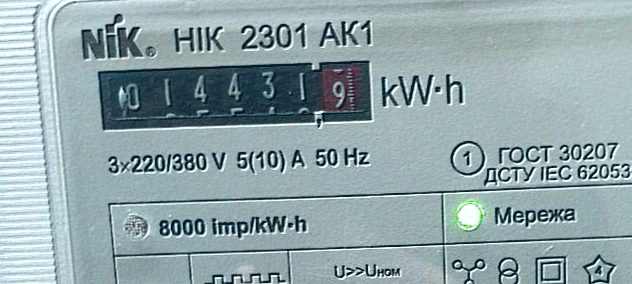 NiK® НІК 2301 АК1
0 1 4 4 3 1 9 kW·h
3×220/380 V 5(10) A 50 Hz
1 ГОСТ 30207
ДСТУ IEC 62053
8000 imp/kW·h
Мережа
U>>Uном
4